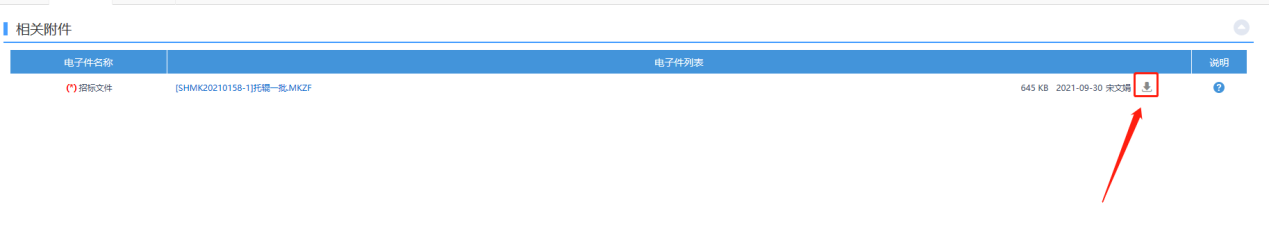 相关附件
电子件名称 电子件列表 说明
(*)招标文件 [SHMK20210158-1]托辊一批.MKZF 645 KB 2021-09-30 宋文娟 ?